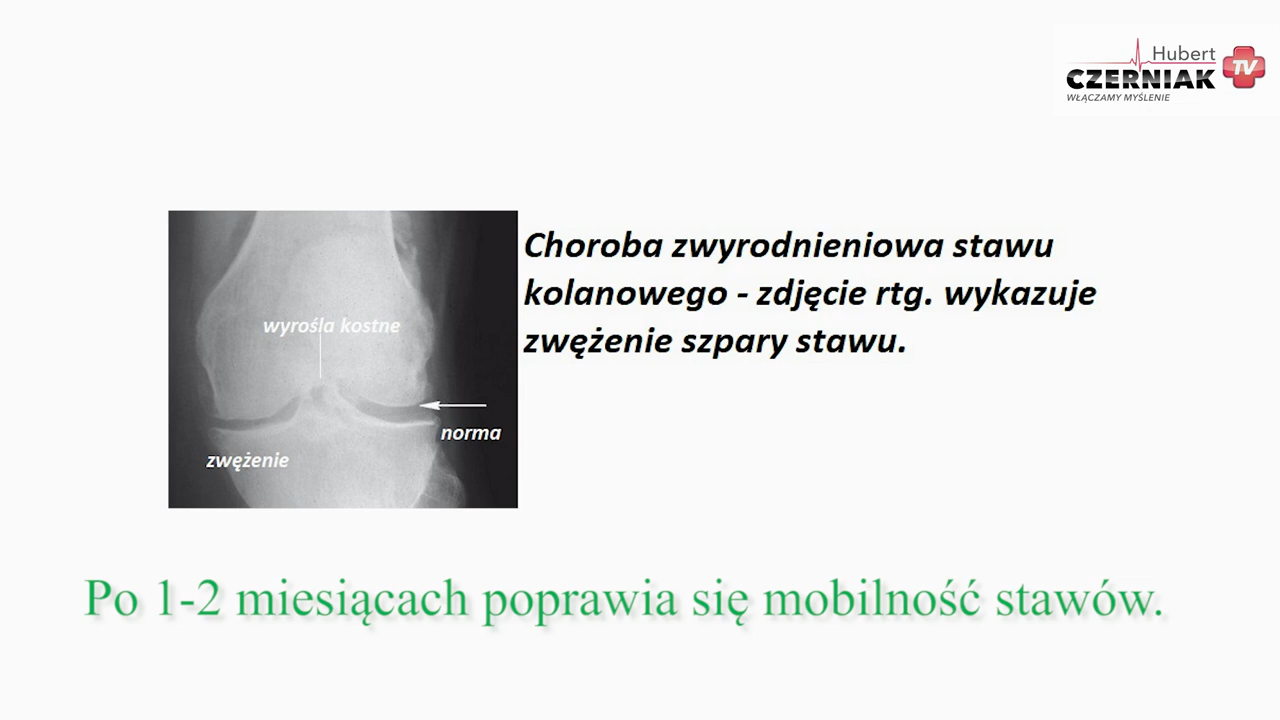 Hubert
CZERNIAK
TV
WŁĄCZAMY MYŚLENIE
Choroba zwyrodnieniowa stawu
kolanowego - zdjęcie rtg. wykazuje
zwężenie szpary stawu.
wyrośla kostne
norma
zwężenie
Po 1-2 miesiącach poprawia się mobilność stawów.